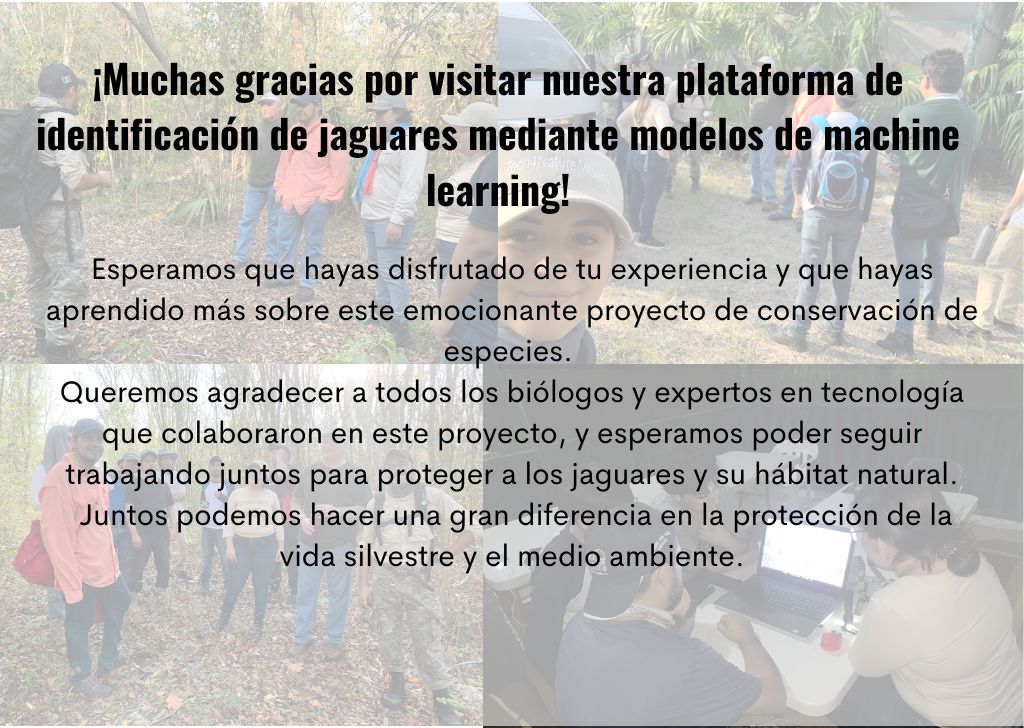 ¡Muchas gracias por visitar nuestra plataforma de
identificación de jaguares mediante modelos de machine
learning!
Tech4Nature Mexico
Esperamos que hayas disfrutado de tu experiencia y que hayas
aprendido más sobre este emocionante proyecto de conservación de
especies.
Queremos agradecer a todos los biólogos y expertos en tecnología
que colaboraron en este proyecto, y esperamos poder seguir
trabajando juntos para proteger a los jaguares y su hábitat natural.
Juntos podemos hacer una gran diferencia en la protección de la
vida silvestre y el medio ambiente.